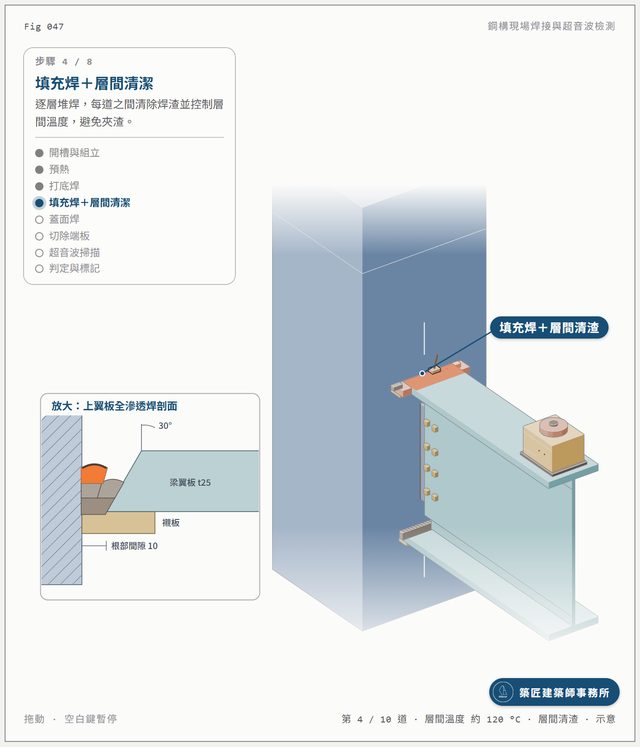 Fig 047
鋼構現場焊接與超音波檢測
步驟 4 / 8
填充焊＋層間清潔
逐層堆焊，每道之間清除焊渣並控制層
間溫度，避免夾渣。
開槽與組立
預熱
打底焊
填充焊＋層間清潔
蓋面焊
切除端板
超音波掃描
判定與標記
填充焊＋層間清渣
放大：上翼板全滲透焊剖面
30°
梁翼板 t25
襯板
根部間隙 10
築匠建築師事務所
拖動 · 空白鍵暫停
第 4 / 10 道 · 層間溫度 約 120 °C · 層間清渣 · 示意